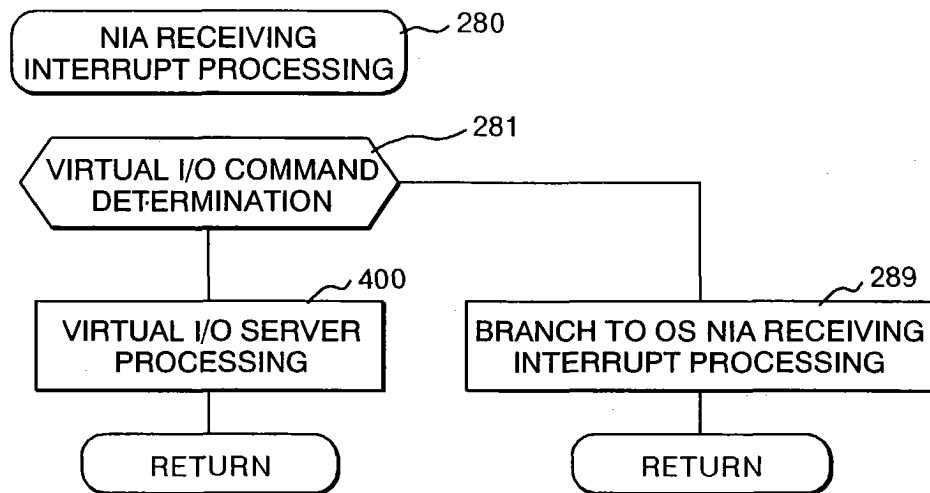 NIA RECEIVING
INTERRUPT PROCESSING
280
281
VIRTUAL I/O COMMAND
DETERMINATION
400
289
VIRTUAL I/O SERVER
PROCESSING
BRANCH TO OS NIA RECEIVING
INTERRUPT PROCESSING
RETURN
RETURN